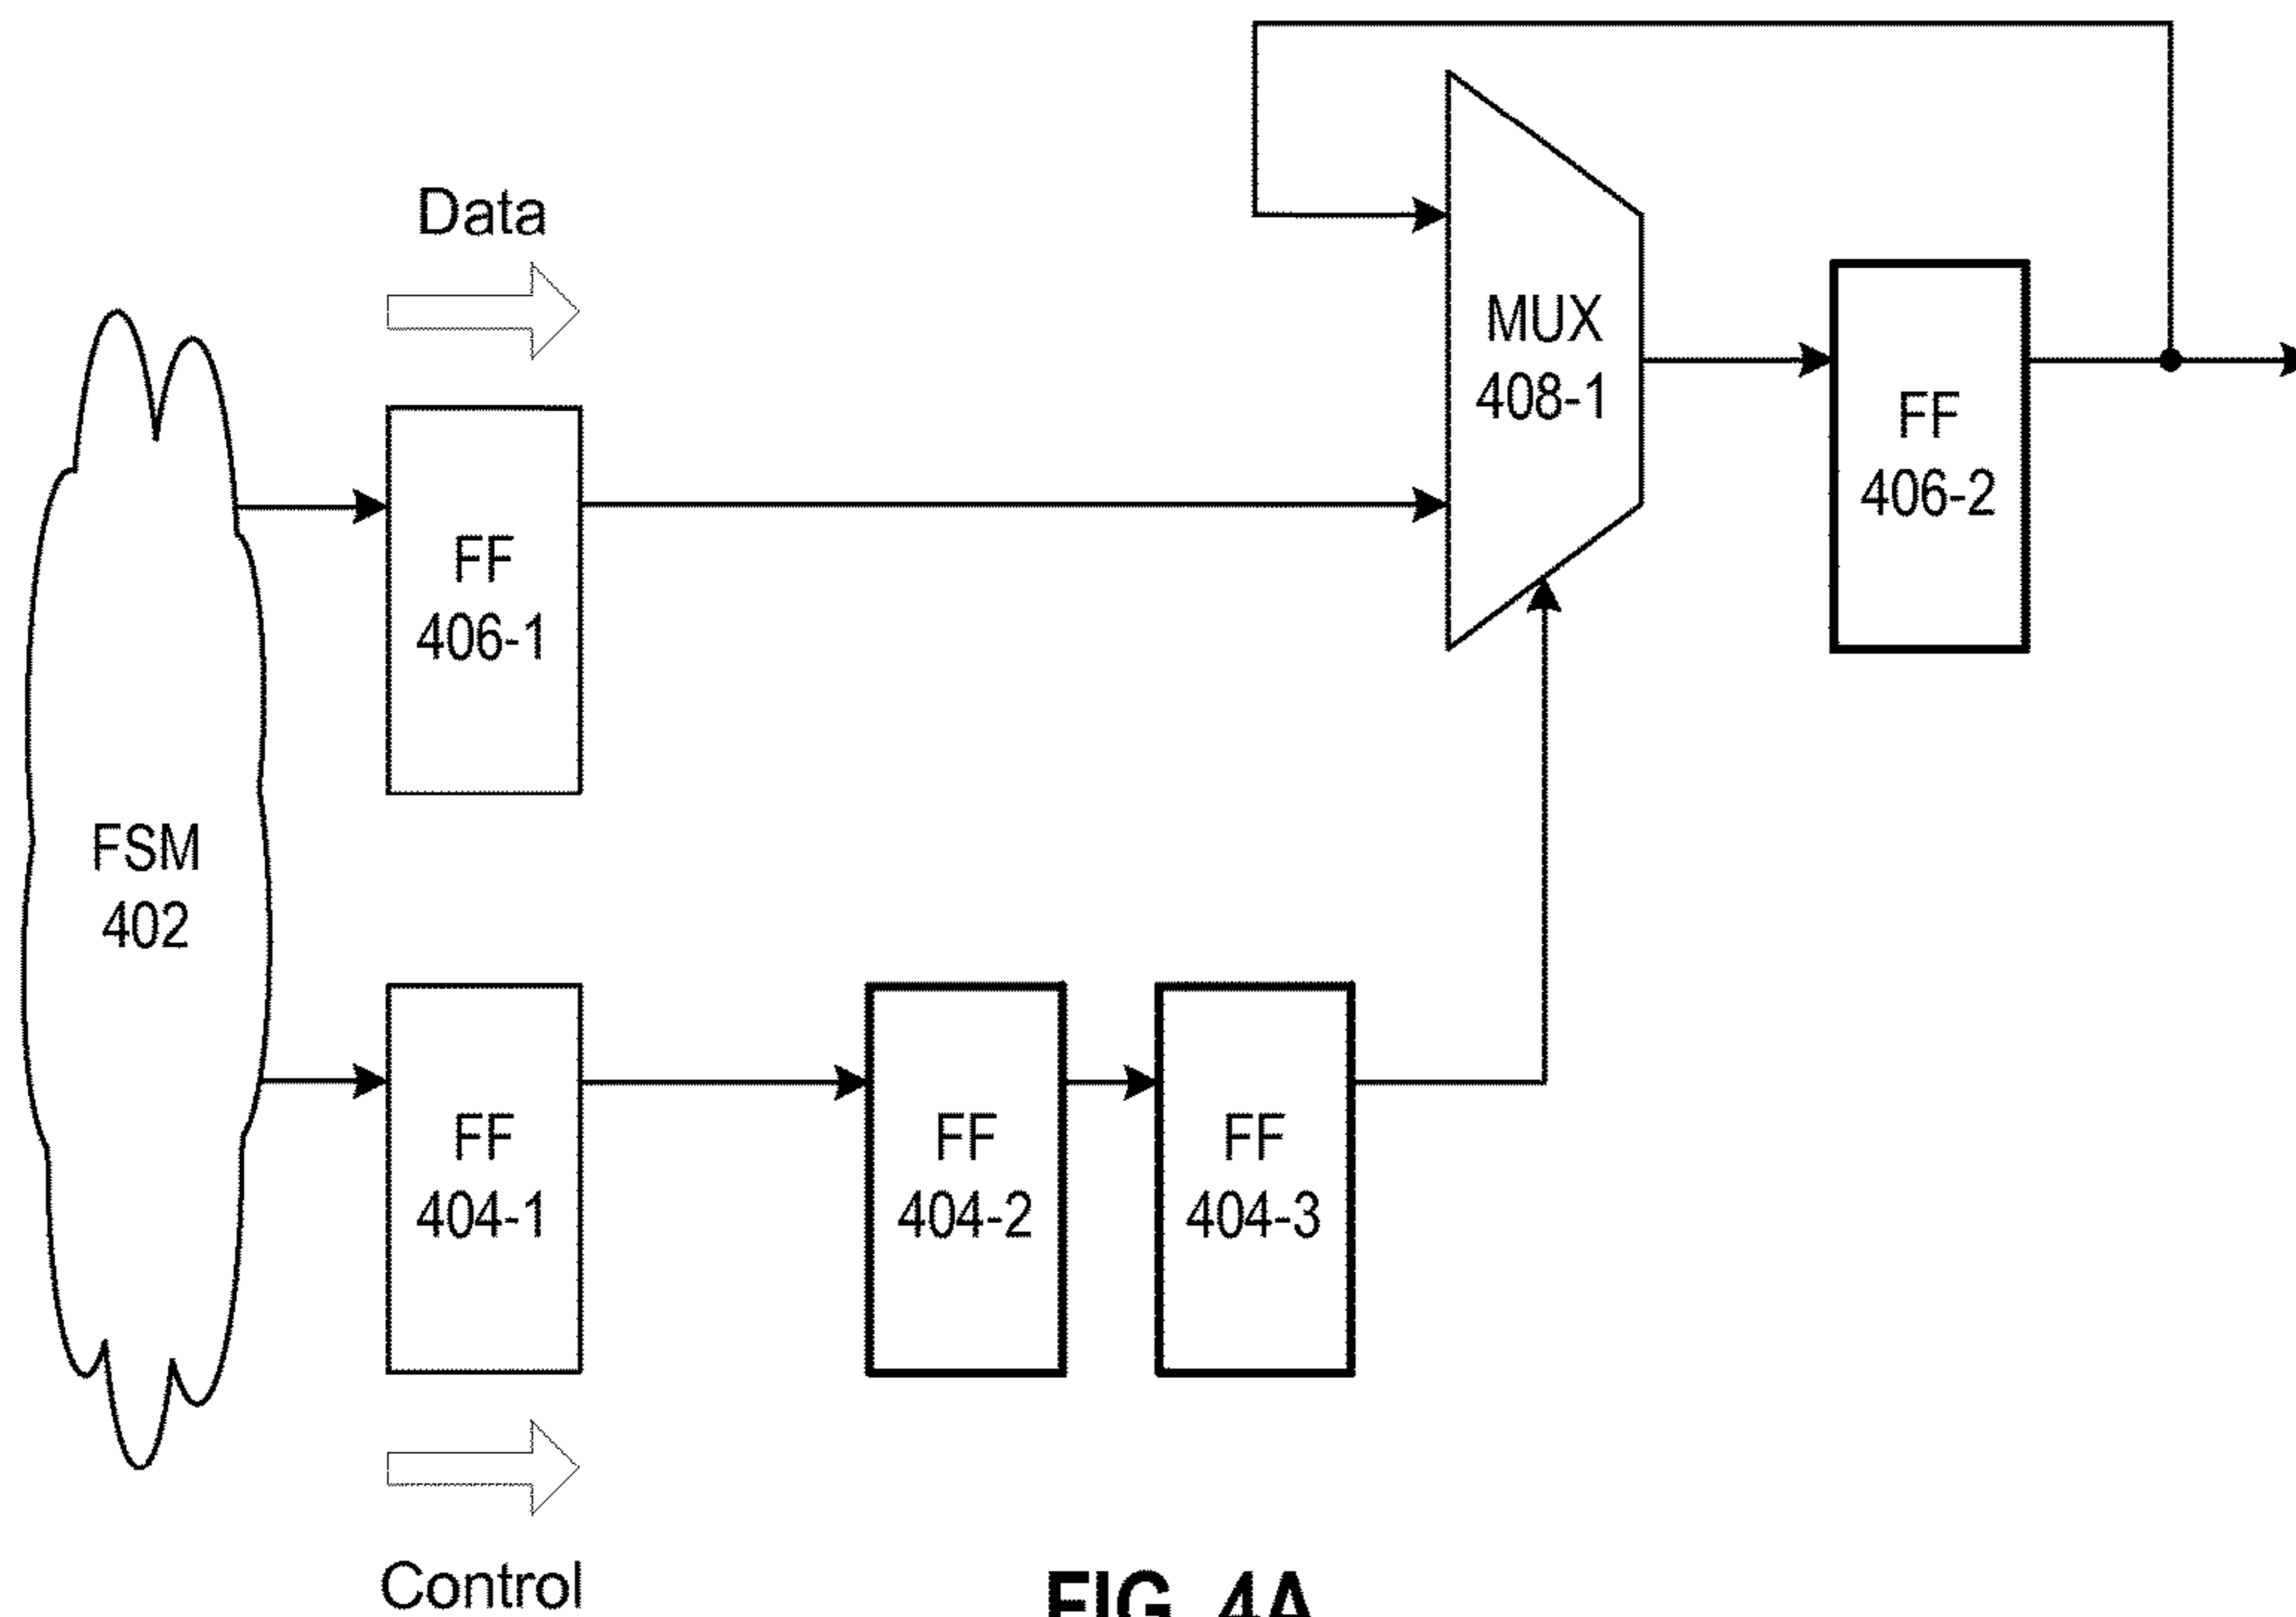 Data
MUX
408-1
FF
406-2
FF
406-1
FSM
402
FF
404-1
FF
404-2
FF
404-3
Control
FIG. 4A